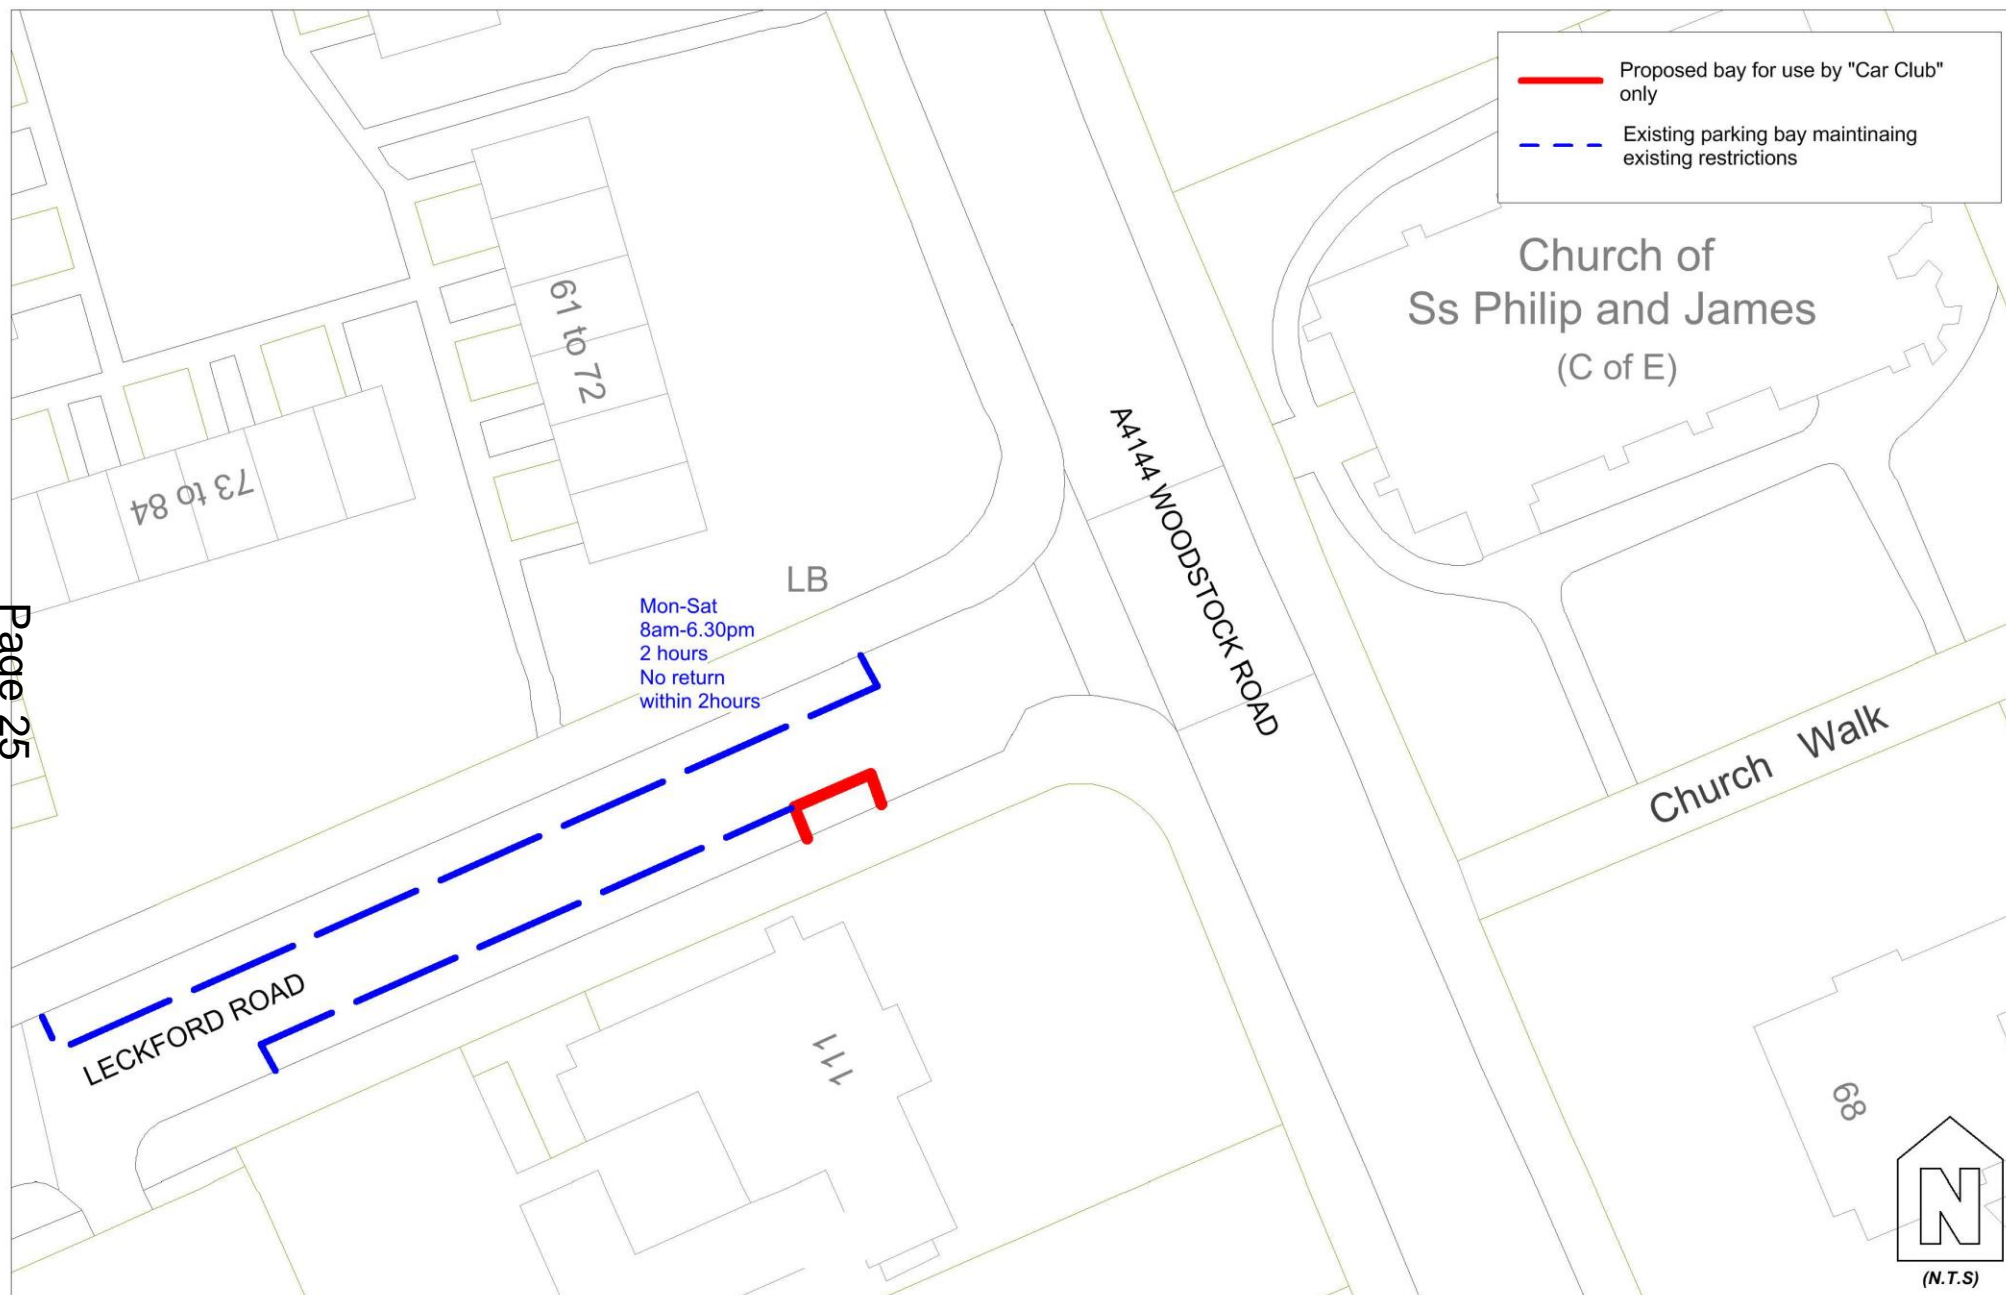 Proposed bay for use by "Car Club"
only
Existing parking bay maintinaing
existing restrictions
Church of
Ss Philip and James
(C of E)
61 to 72
73 to 84
A4144 WOODSTOCK ROAD
LB
Mon-Sat
8am-6.30pm
2 hours
No return
within 2hours
Page 25
Church Walk
LECKFORD ROAD
111
68
N
(N.T.S)